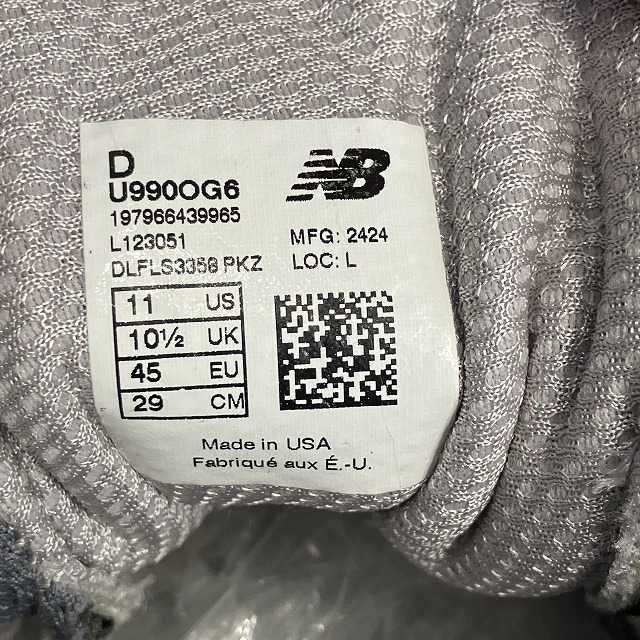 D
NB
U990OG6
197966439965
L123051
MFG: 2424
DLFLS3358 PKZ
LOC: L
11 US
10½ UK
45 EU
29 CM
Made in USA
Fabriqué aux É.-U.